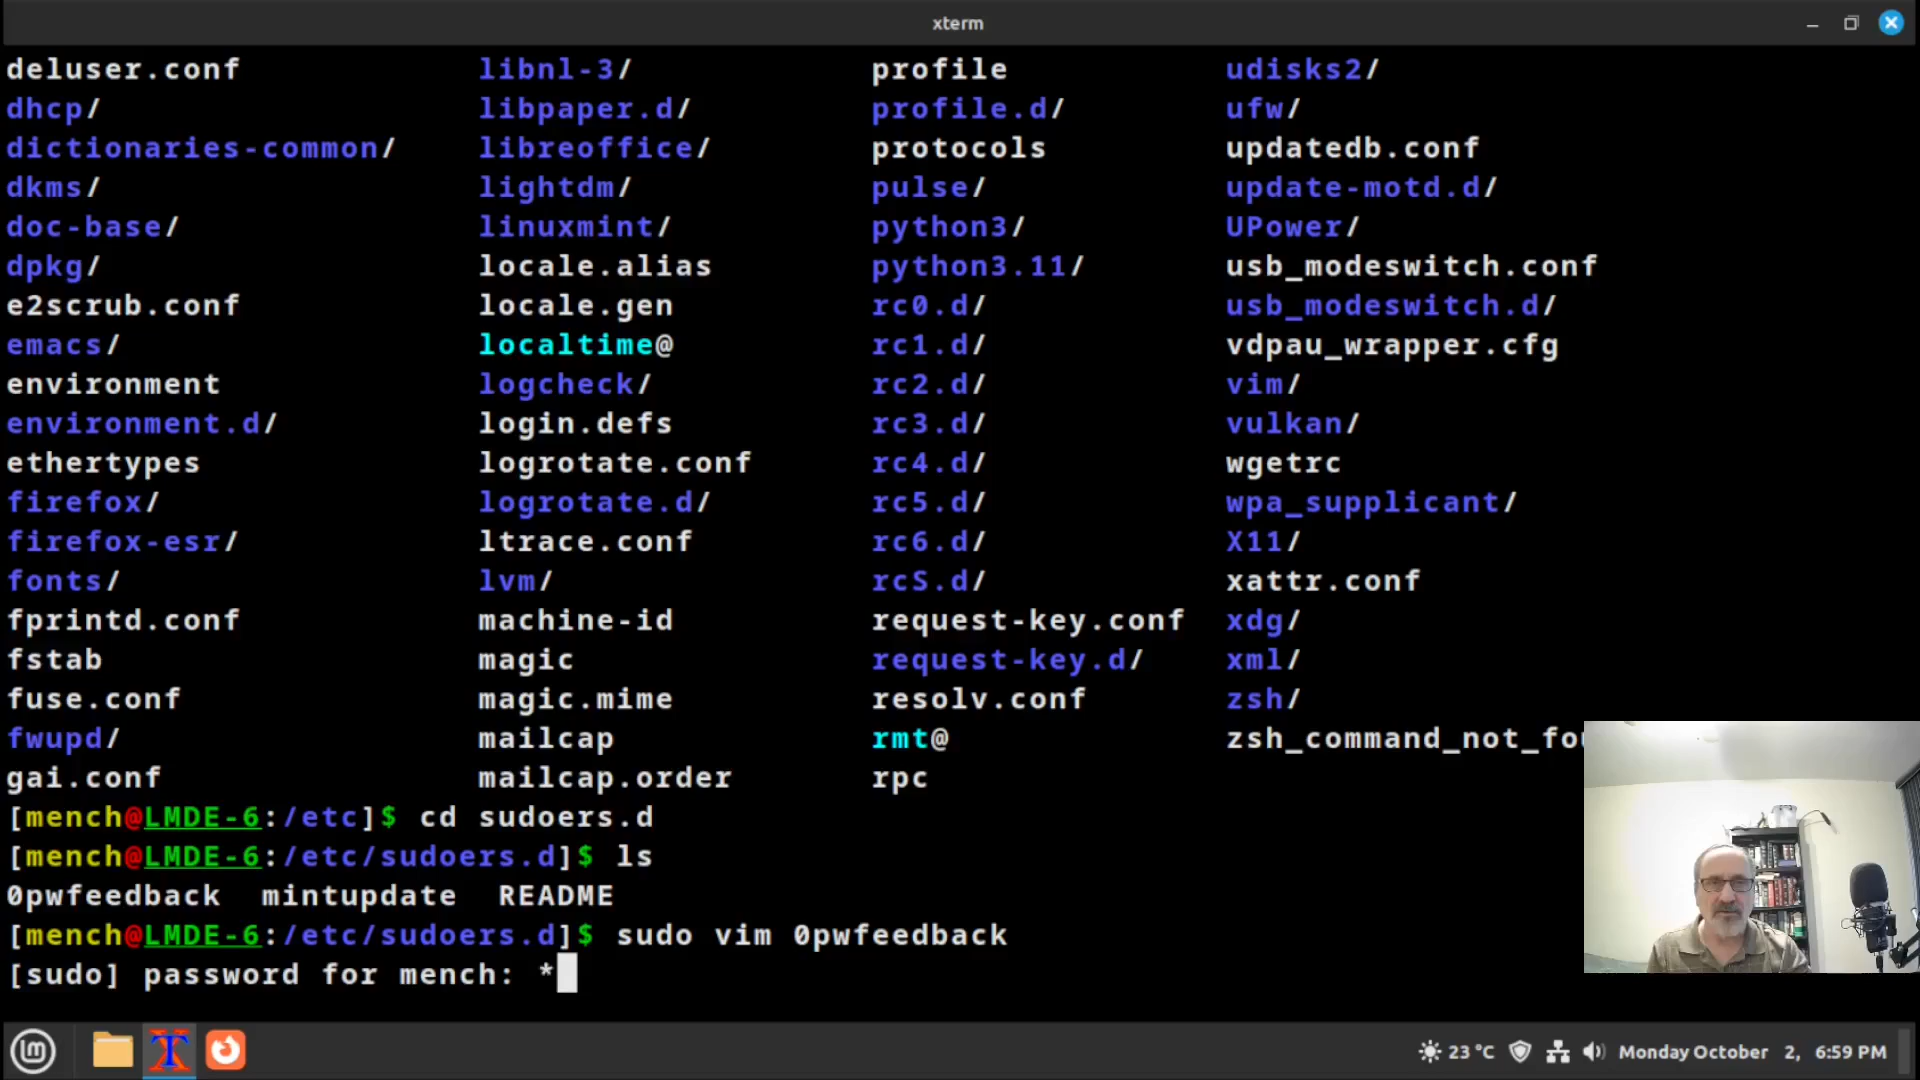 xterm
deluser.conf libnl-3/ profile udisks2/
dhcp/ libpaper.d/ profile.d/ ufw/
dictionaries-common/ libreoffice/ protocols updatedb.conf
dkms/ lightdm/ pulse/ update-motd.d/
doc-base/ linuxmint/ python3/ UPower/
dpkg/ locale.alias python3.11/ usb_modeswitch.conf
e2scrub.conf locale.gen rc0.d/ usb_modeswitch.d/
emacs/ localtime@ rc1.d/ vdpau_wrapper.cfg
environment logcheck/ rc2.d/ vim/
environment.d/ login.defs rc3.d/ vulkan/
ethertypes logrotate.conf rc4.d/ wgetrc
firefox/ logrotate.d/ rc5.d/ wpa_supplicant/
firefox-esr/ ltrace.conf rc6.d/ X11/
fonts/ lvm/ rcS.d/ xattr.conf
fprintd.conf machine-id request-key.conf xdg/
fstab magic request-key.d/ xml/
fuse.conf magic.mime resolv.conf zsh/
fwupd/ mailcap rmt@ zsh_command_not_fo
gai.conf mailcap.order rpc
[mench@LMDE-6:/etc]$ cd sudoers.d
[mench@LMDE-6:/etc/sudoers.d]$ ls
0pwfeedback mintupdate README
[mench@LMDE-6:/etc/sudoers.d]$ sudo vim 0pwfeedback
[sudo] password for mench: *
23 °C Monday October 2, 6:59 PM